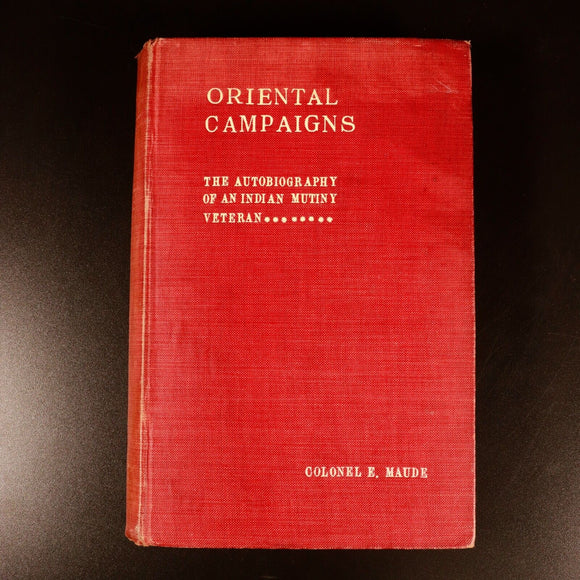 ORIENTAL
CAMPAIGNS
THE AUTOBIOGRAPHY
OF AN INDIAN MUTINY
VETERAN********
COLONEL E. MAUDE